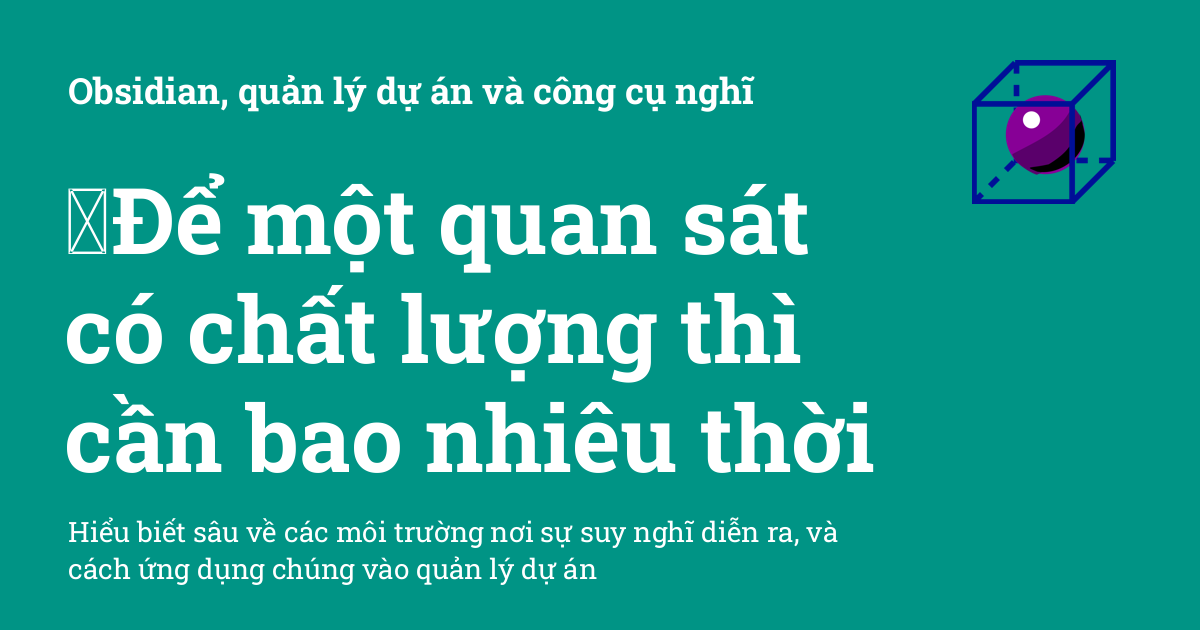 Obsidian, quản lý dự án và công cụ nghĩ
Để một quan sát
có chất lượng thì
cần bao nhiêu thời
Hiểu biết sâu về các môi trường nơi sự suy nghĩ diễn ra, và
cách ứng dụng chúng vào quản lý dự án